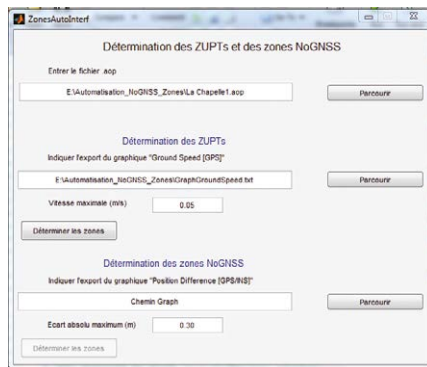 ZonesAutoInterf
Détermination des ZUPTs et des zones NoGNSS
Entrer le fichier .aop
E:\Automatisation_NoGNSS_Zones\La Chapelle1.aop
Parcourir
Détermination des ZUPTs
Indiquer l'export du graphique "Ground Speed [GPS]"
E:\Automatisation_NoGNSS_Zones\GraphGroundSpeed.txt
Parcourir
Vitesse maximale (m/s)
0.05
Déterminer les zones
Détermination des zones NoGNSS
Indiquer l'export du graphique "Position Difference [GPS/INS]"
Chemin Graph
Parcourir
Ecart absolu maximum (m)
0.30
Déterminer les zones